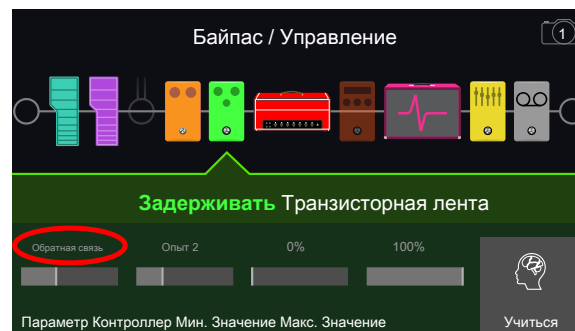 Байпас / Управление
1
Задерживать Транзисторная лента
Обратная связь Опыт 2 0% 100%
Параметр Контроллер Мин. Значение Макс. Значение
Учиться